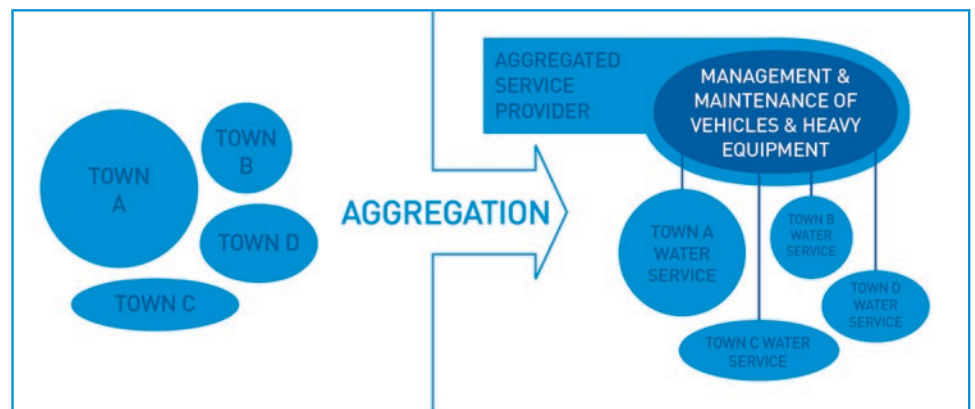 TOWN
A
TOWN
B
TOWN D
TOWN C
AGGREGATION
AGGREGATED
SERVICE
PROVIDER
MANAGEMENT &
MAINTENANCE OF
VEHICLES & HEAVY
EQUIPMENT
TOWN A
WATER
SERVICE
TOWN B
WATER
SERVICE
TOWN C WATER
SERVICE
TOWN D
WATER
SERVICE